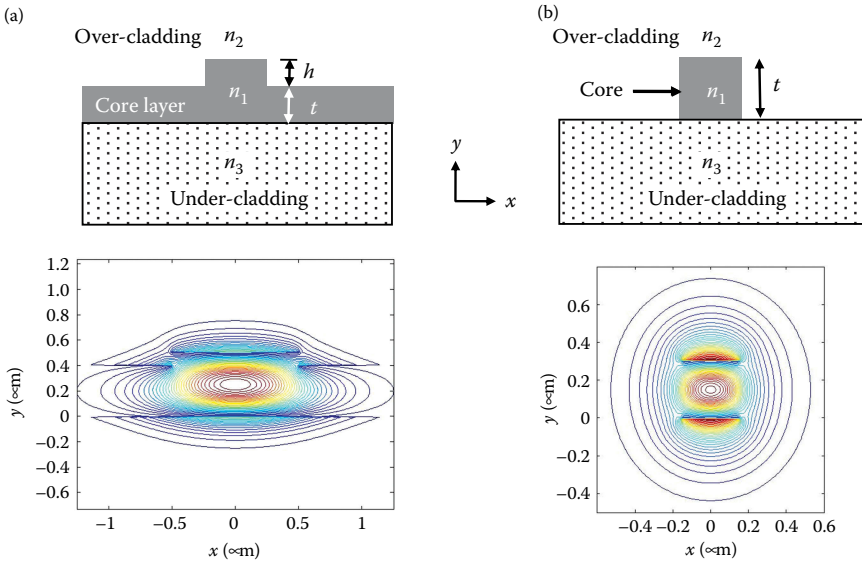 (a)
Over-cladding n₂
h
Core layer n₁ t
n₃
Under-cladding
y
x
(b)
Over-cladding n₂
Core n₁ t
n₃
Under-cladding
1.2
1.0
0.8
0.6
0.4
0.2
0
−0.2
−0.4
−0.6
y (∝m)
−1 −0.5 0 0.5 1
x (∝m)
0.8
0.6
0.4
0.2
0
−0.2
−0.4
y (∝m)
−0.4 −0.2 0 0.2 0.4 0.6
x (∝m)